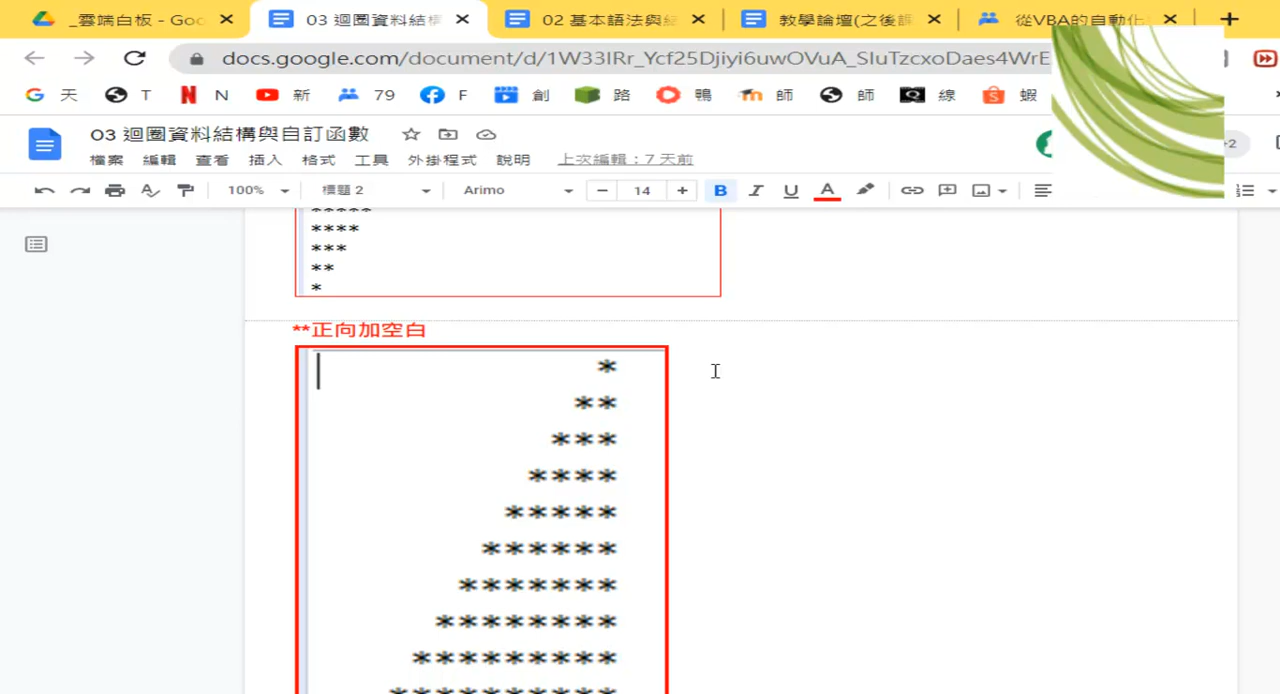 _雲端白板 - Goo
03 迴圈資料結構
02 基本語法與結
教學論壇(之後課
從VBA的自動化
docs.google.com/document/d/1W33IRr_Ycf25Djiyi6uwOVuA_SIuTzcxoDaes4WrE
天 T N 新 79 F 創 路 鴨 師 師 線 蝦
03 迴圈資料結構與自訂函數
+2
檔案 編輯 查看 插入 格式 工具 外掛程式 說明 上次編輯：7 天前
100% 標題 2 Arimo − 14 + B I U A
*****
****
***
**
*
**正向加空白
*
**
***
****
*****
******
*******
********
*********
**********